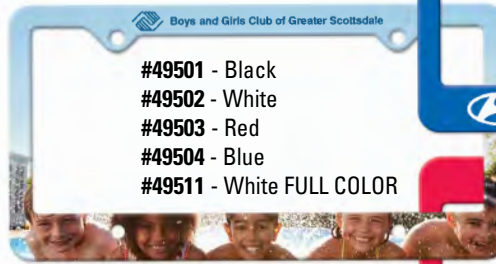 Boys and Girls Club of Greater Scottsdale
#49501 - Black
#49502 - White
#49503 - Red
#49504 - Blue
#49511 - White FULL COLOR